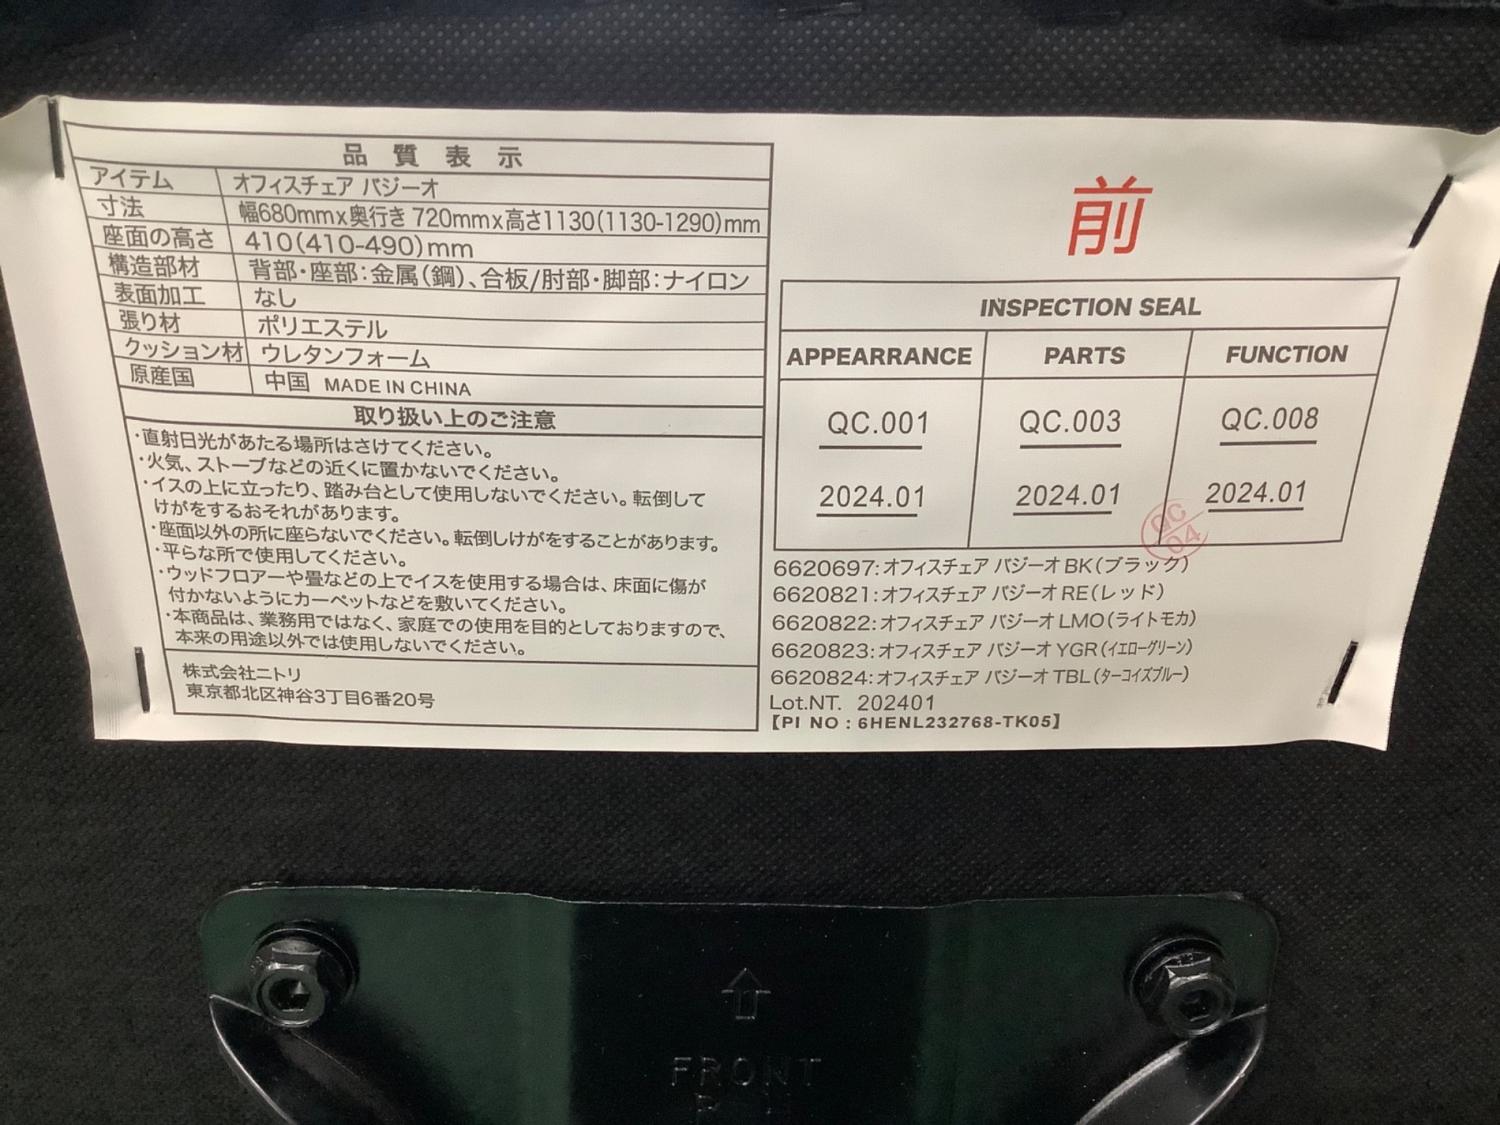 品 質 表 示
アイテム オフィスチェア バジーオ
寸法 幅680mmx奥行き 720mmx高さ1130(1130-1290)mm
座面の高さ 410(410-490)mm
構造部材 背部・座部:金属(鋼)、合板/肘部・脚部:ナイロン
表面加工 なし
張り材 ポリエステル
クッション材 ウレタンフォーム
原産国 中国 MADE IN CHINA
取り扱い上のご注意
・直射日光があたる場所はさけてください。
・火気、ストーブなどの近くに置かないでください。
・イスの上に立ったり、踏み台として使用しないでください。転倒して
けがをするおそれがあります。
・座面以外の所に座らないでください。転倒しけがをすることがあります。
・平らな所で使用してください。
・ウッドフロアーや畳などの上でイスを使用する場合は、床面に傷が
付かないようにカーペットなどを敷いてください。
・本商品は、業務用ではなく、家庭での使用を目的としておりますので、
本来の用途以外では使用しないでください。
株式会社ニトリ
東京都北区神谷3丁目6番20号
前
INSPECTION SEAL
APPEARRANCE PARTS FUNCTION
QC.001 QC.003 QC.008
2024.01 2024.01 2024.01
QC
04
6620697:オフィスチェア バジーオ BK(ブラック)
6620821:オフィスチェア バジーオ RE(レッド)
6620822:オフィスチェア バジーオ LMO(ライトモカ)
6620823:オフィスチェア バジーオ YGR(イエローグリーン)
6620824:オフィスチェア バジーオ TBL(ターコイズブルー)
Lot.NT. 202401
【PI NO : 6HENL232768-TK05】
FRONT